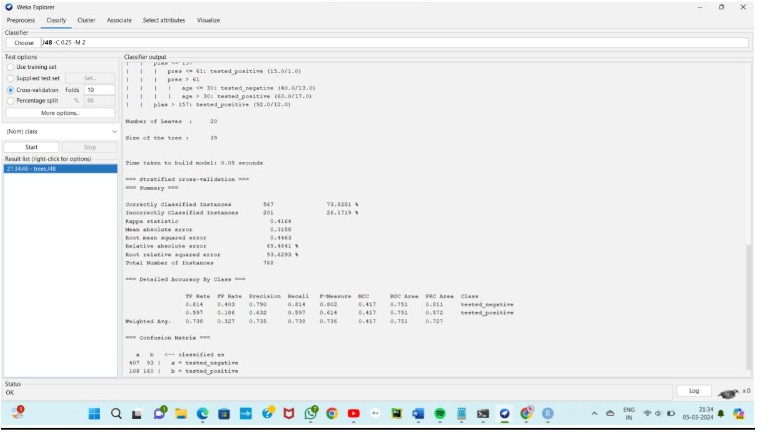 Weka Explorer
Preprocess Classify Cluster Associate Select attributes Visualize
Classifier
Choose J48 -C 0.25 -M 2
Test options
Use training set
Supplied test set Set...
Cross-validation Folds 10
Percentage split % 66
More options...
(Nom) class
Start Stop
Result list (right-click for options)
21:34:46 - trees.J48
Classifier output
| | | plas <= 157
| | | pres <= 61: tested_positive (15.0/1.0)
| | | pres > 61
| | | | age <= 30: tested_negative (40.0/13.0)
| | | | age > 30: tested_positive (60.0/17.0)
| | plas > 157: tested_positive (92.0/12.0)
Number of Leaves : 20
Size of the tree : 39
Time taken to build model: 0.05 seconds
=== Stratified cross-validation ===
=== Summary ===
Correctly Classified Instances 567 73.8281 %
Incorrectly Classified Instances 201 26.1719 %
Kappa statistic 0.4164
Mean absolute error 0.3158
Root mean squared error 0.4463
Relative absolute error 69.4841 %
Root relative squared error 93.6293 %
Total Number of Instances 768
=== Detailed Accuracy By Class ===
TP Rate FP Rate Precision Recall F-Measure MCC ROC Area PRC Area Class
0.814 0.403 0.790 0.814 0.802 0.417 0.751 0.811 tested_negative
0.597 0.186 0.632 0.597 0.614 0.417 0.751 0.572 tested_positive
Weighted Avg. 0.738 0.327 0.735 0.738 0.736 0.417 0.751 0.727
=== Confusion Matrix ===
a b <-- classified as
407 93 | a = tested_negative
108 160 | b = tested_positive
Status
OK
Log
x 0
ENG
IN
21:34
05-03-2024